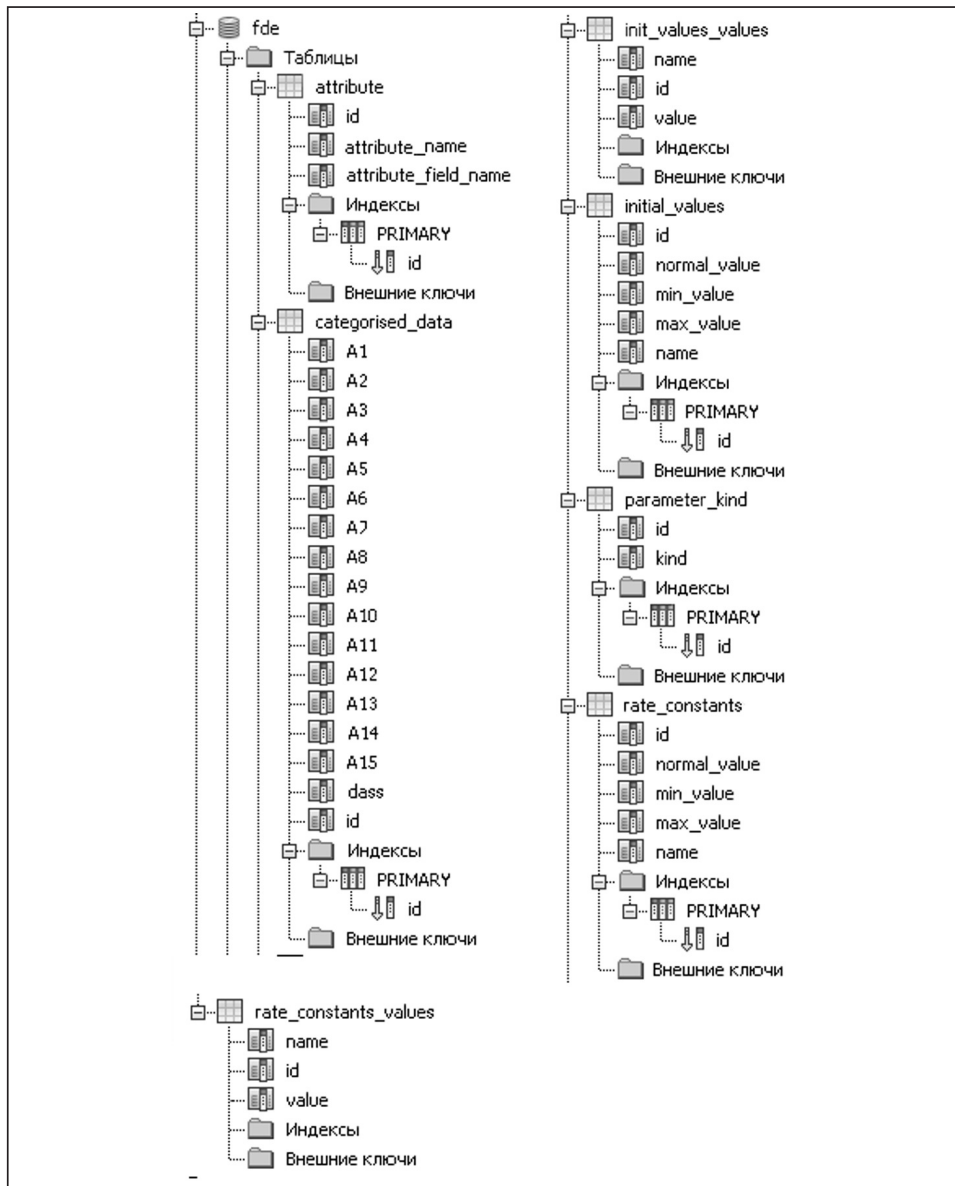 fde
Таблицы
attribute
id
attribute_name
attribute_field_name
Индексы
PRIMARY
id
Внешние ключи
categorised_data
A1
A2
A3
A4
A5
A6
A7
A8
A9
A10
A11
A12
A13
A14
A15
dass
id
Индексы
PRIMARY
id
Внешние ключи
init_values_values
name
id
value
Индексы
Внешние ключи
initial_values
id
normal_value
min_value
max_value
name
Индексы
PRIMARY
id
Внешние ключи
parameter_kind
id
kind
Индексы
PRIMARY
id
Внешние ключи
rate_constants
id
normal_value
min_value
max_value
name
Индексы
PRIMARY
id
Внешние ключи
rate_constants_values
name
id
value
Индексы
Внешние ключи